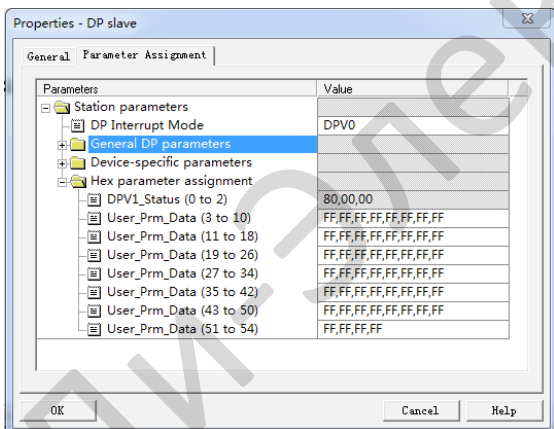 Properties - DP slave
General Parameter Assignment
Parameters Value
Station parameters
DP Interrupt Mode DPV0
General DP parameters
Device-specific parameters
Hex parameter assignment
DPV1_Status (0 to 2) 80,00,00
User_Prm_Data (3 to 10) FF,FF,FF,FF,FF,FF,FF,FF
User_Prm_Data (11 to 18) FF,FF,FF,FF,FF,FF,FF,FF
User_Prm_Data (19 to 26) FF,FF,FF,FF,FF,FF,FF,FF
User_Prm_Data (27 to 34) FF,FF,FF,FF,FF,FF,FF,FF
User_Prm_Data (35 to 42) FF,FF,FF,FF,FF,FF,FF,FF
User_Prm_Data (43 to 50) FF,FF,FF,FF,FF,FF,FF,FF
User_Prm_Data (51 to 54) FF,FF,FF,FF
OK Cancel Help